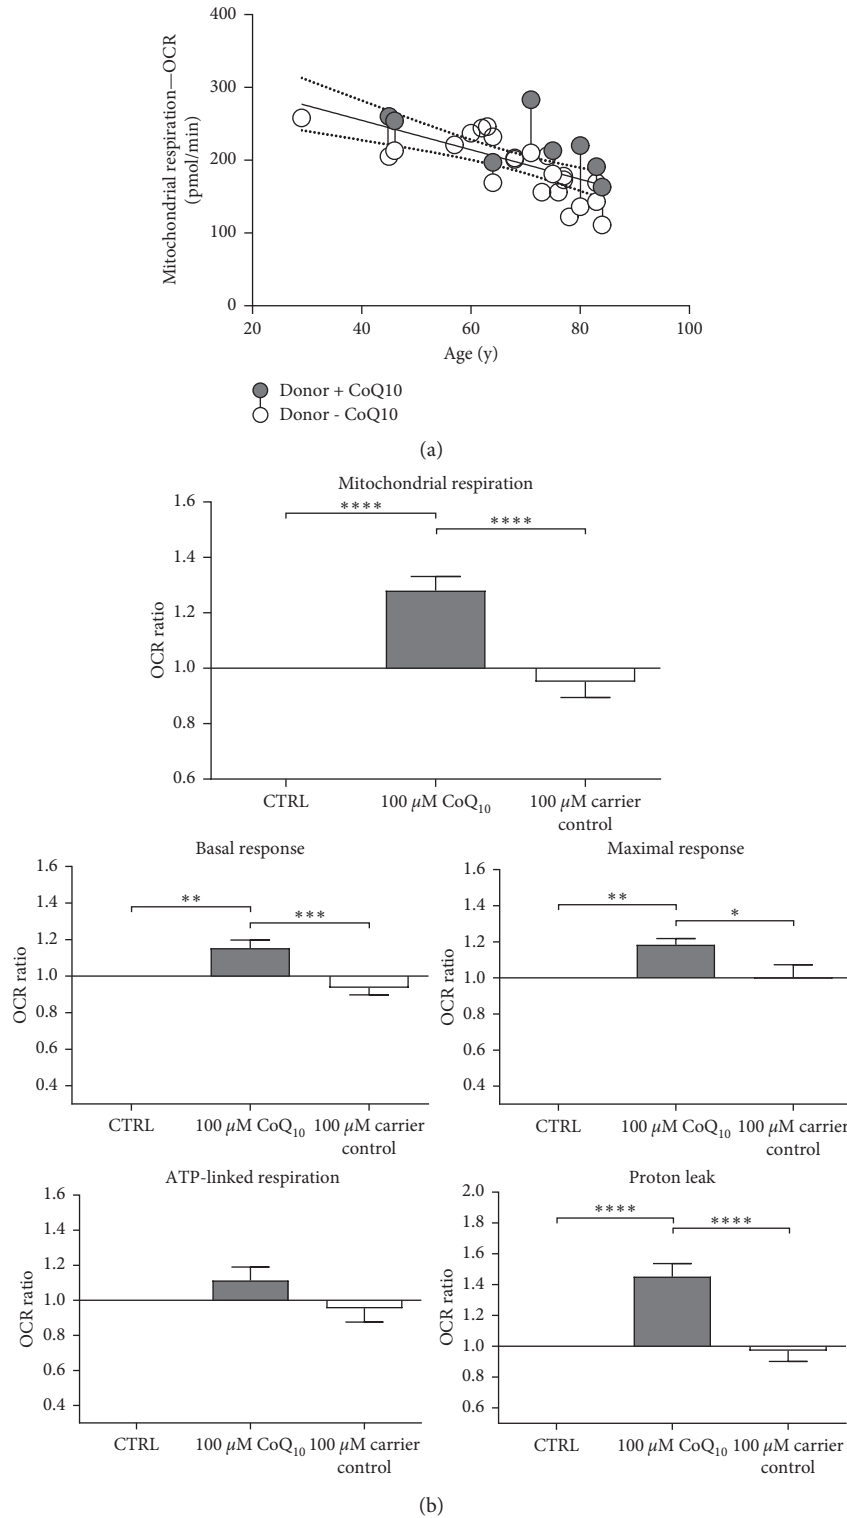 400
300
200
100
0
Mitochondrial respiration—OCR
(pmol/min)
20 40 60 80 100
Age (y)
Donor + CoQ10
Donor - CoQ10
(a)
Mitochondrial respiration
1.6
1.4
1.2
1.0
0.8
0.6
OCR ratio
****
****
CTRL 100 μM CoQ10 100 μM carrier
control
Basal response
1.6
1.4
1.2
1.0
0.8
0.6
0.4
OCR ratio
**
***
CTRL 100 μM CoQ10 100 μM carrier
control
Maximal response
1.6
1.4
1.2
1.0
0.8
0.6
0.4
OCR ratio
**
*
CTRL 100 μM CoQ10 100 μM carrier
control
ATP-linked respiration
1.6
1.4
1.2
1.0
0.8
0.6
0.4
OCR ratio
CTRL 100 μM CoQ10 100 μM carrier
control
Proton leak
2.0
1.8
1.6
1.4
1.2
1.0
0.8
0.6
OCR ratio
****
****
CTRL 100 μM CoQ10 100 μM carrier
control
(b)